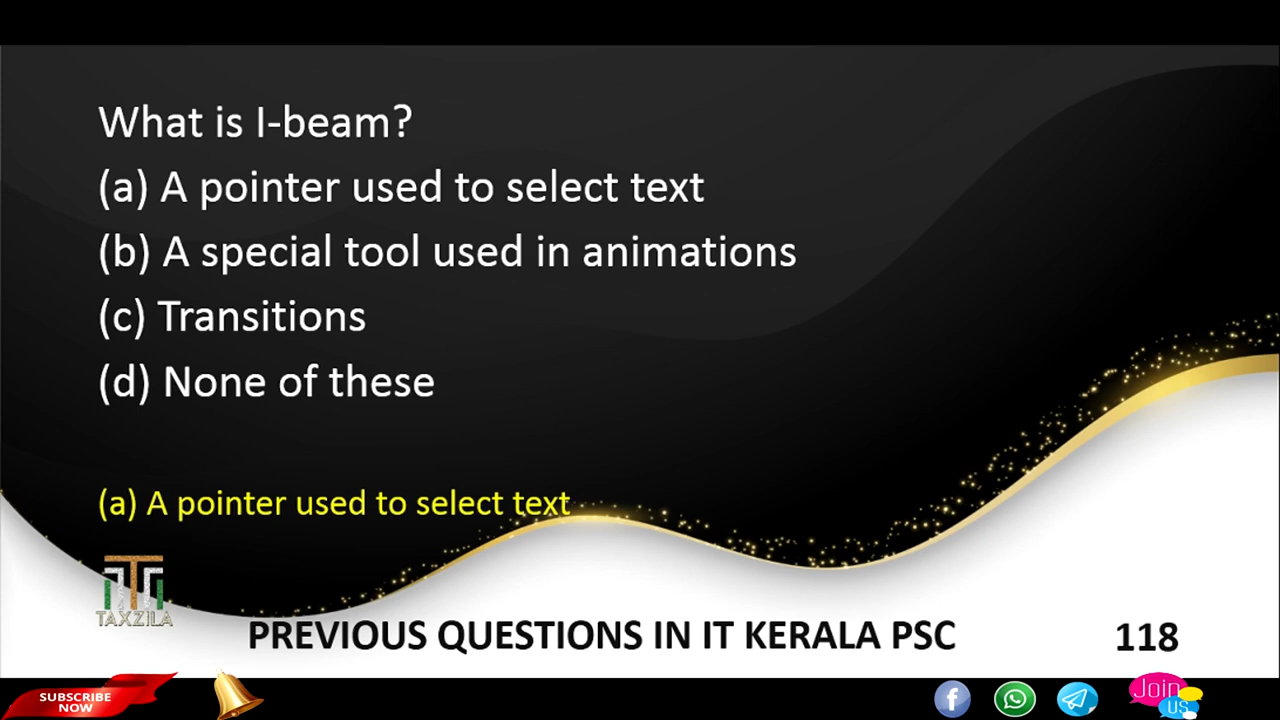 What is I-beam?
(a) A pointer used to select text
(b) A special tool used in animations
(c) Transitions
(d) None of these
(a) A pointer used to select text
TAXZILA
PREVIOUS QUESTIONS IN IT KERALA PSC
118
SUBSCRIBE
NOW
Join
us